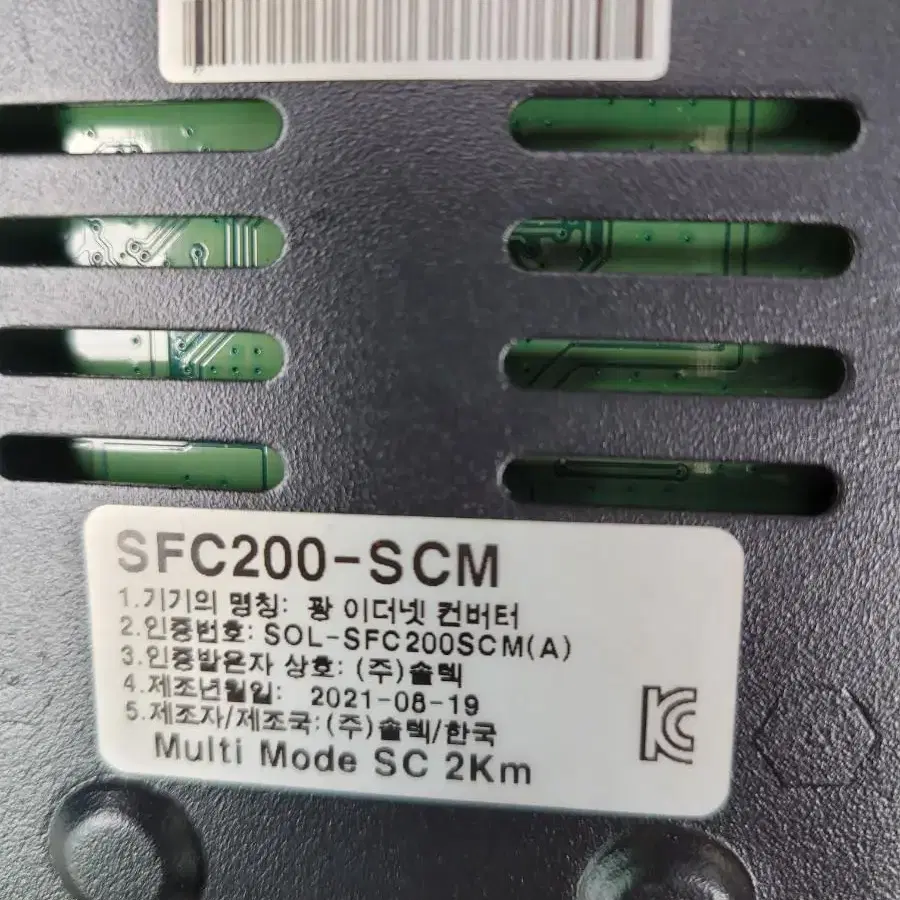 SFC200-SCM
1.기기의 명칭: 광 이더넷 컨버터
2.인증번호: SOL-SFC200SCM(A)
3.인증받은자 상호: (주)솔텍
4.제조년월일: 2021-08-19
5.제조자/제조국:(주)솔텍/한국
Multi Mode SC 2Km